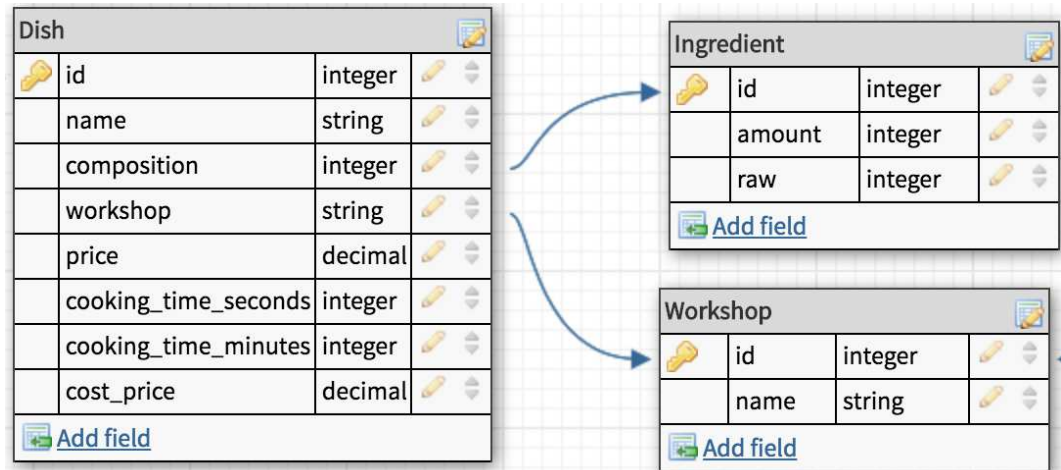 Dish
id integer
name string
composition integer
workshop string
price decimal
cooking_time_seconds integer
cooking_time_minutes integer
cost_price decimal
Add field
Ingredient
id integer
amount integer
raw integer
Add field
Workshop
id integer
name string
Add field